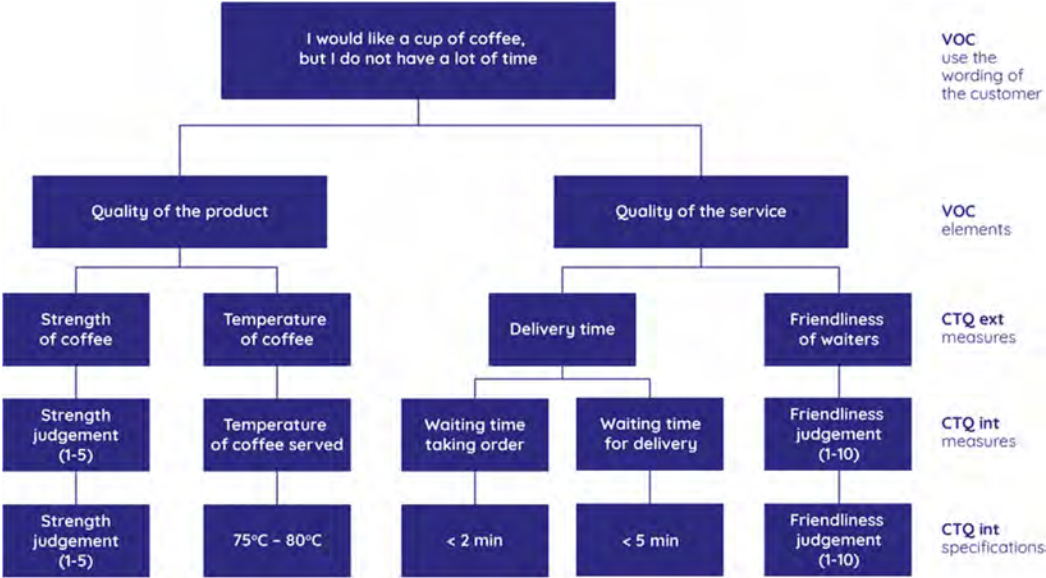 I would like a cup of coffee,
but I do not have a lot of time
VOC
use the
wording of
the customer
Quality of the product
Quality of the service
VOC
elements
Strength
of coffee
Temperature
of coffee
Delivery time
Friendliness
of waiters
CTQ ext
measures
Strength
judgement
(1-5)
Temperature
of coffee served
Waiting time
taking order
Waiting time
for delivery
Friendliness
judgement
(1-10)
CTQ int
measures
Strength
judgement
(1-5)
75°C – 80°C
< 2 min
< 5 min
Friendliness
judgement
(1-10)
CTQ int
specifications